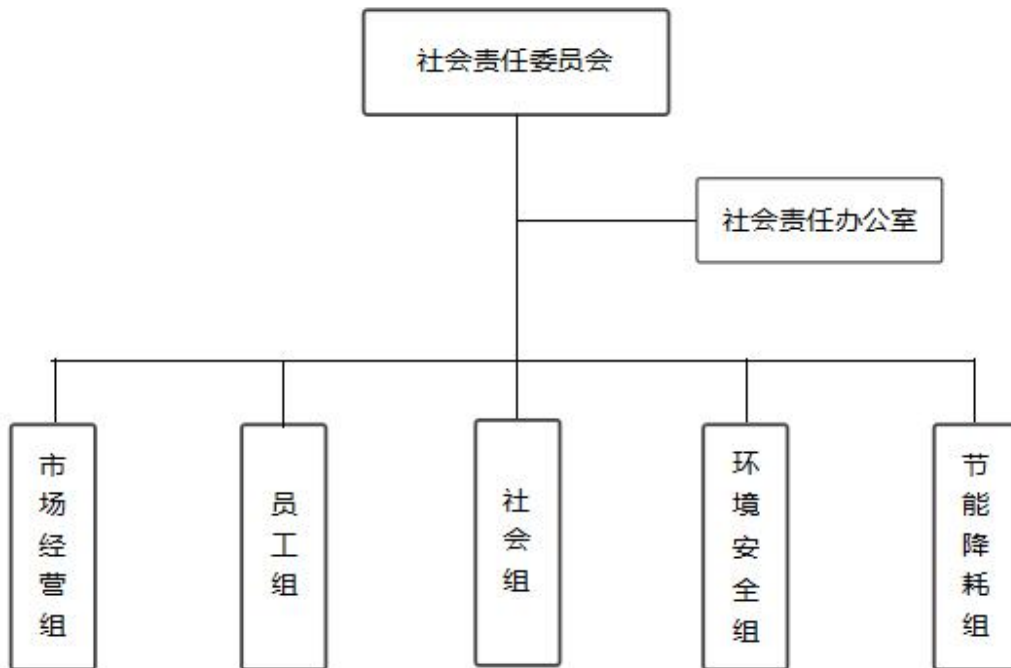 社会责任委员会
社会责任办公室
市场经营组
员工组
社会组
环境安全组
节能降耗组